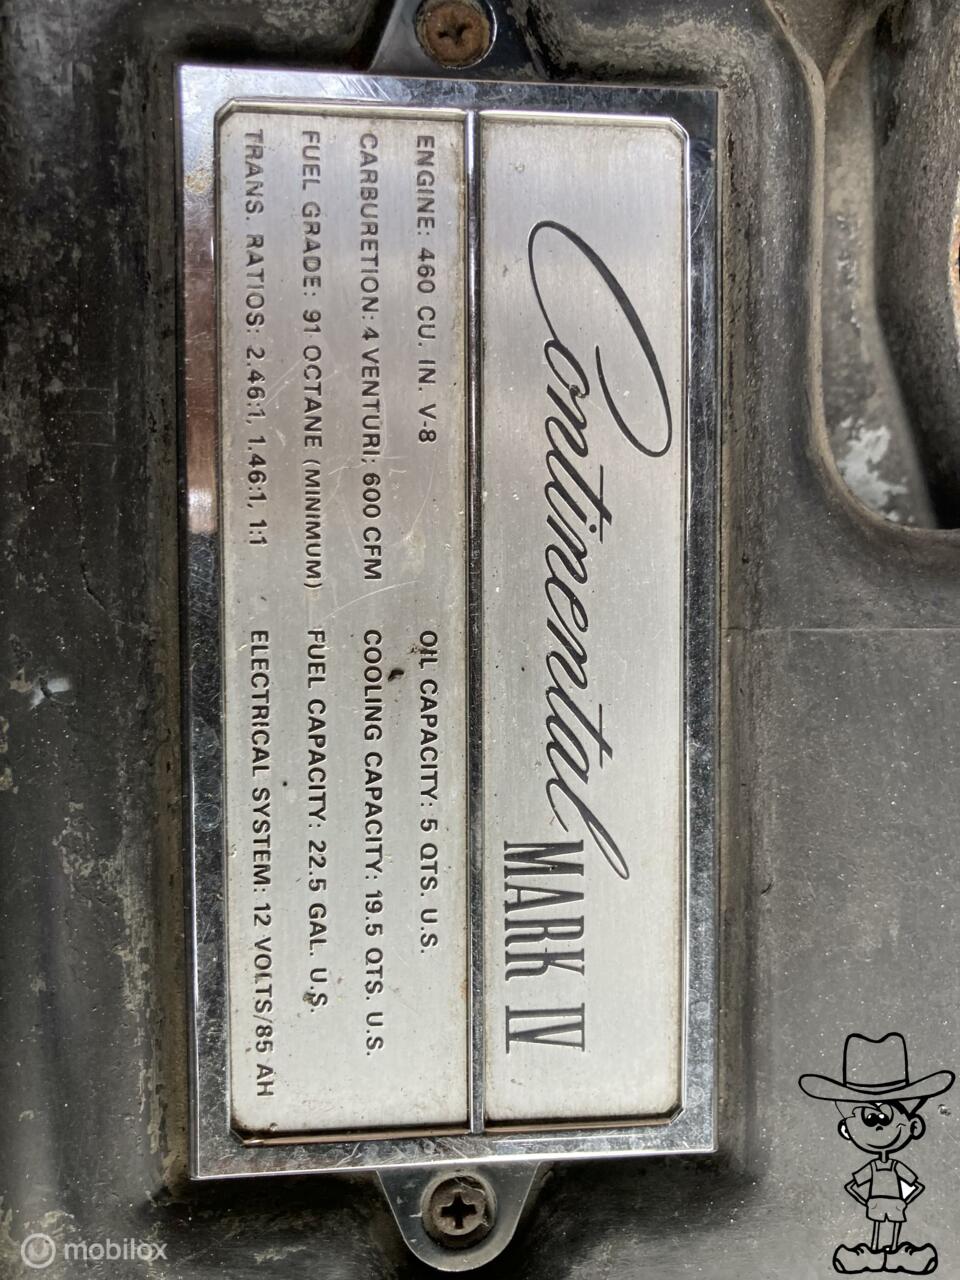 Continental MARK IV
ENGINE: 460 CU. IN. V-8 OIL CAPACITY: 5 QTS. U.S.
CARBURETION: 4 VENTURI; 600 CFM COOLING CAPACITY: 19.5 QTS. U.S.
FUEL GRADE: 91 OCTANE (MINIMUM) FUEL CAPACITY: 22.5 GAL. U.S.
TRANS. RATIOS: 2.46:1, 1.46:1, 1:1 ELECTRICAL SYSTEM: 12 VOLTS/85 AH
mobilox